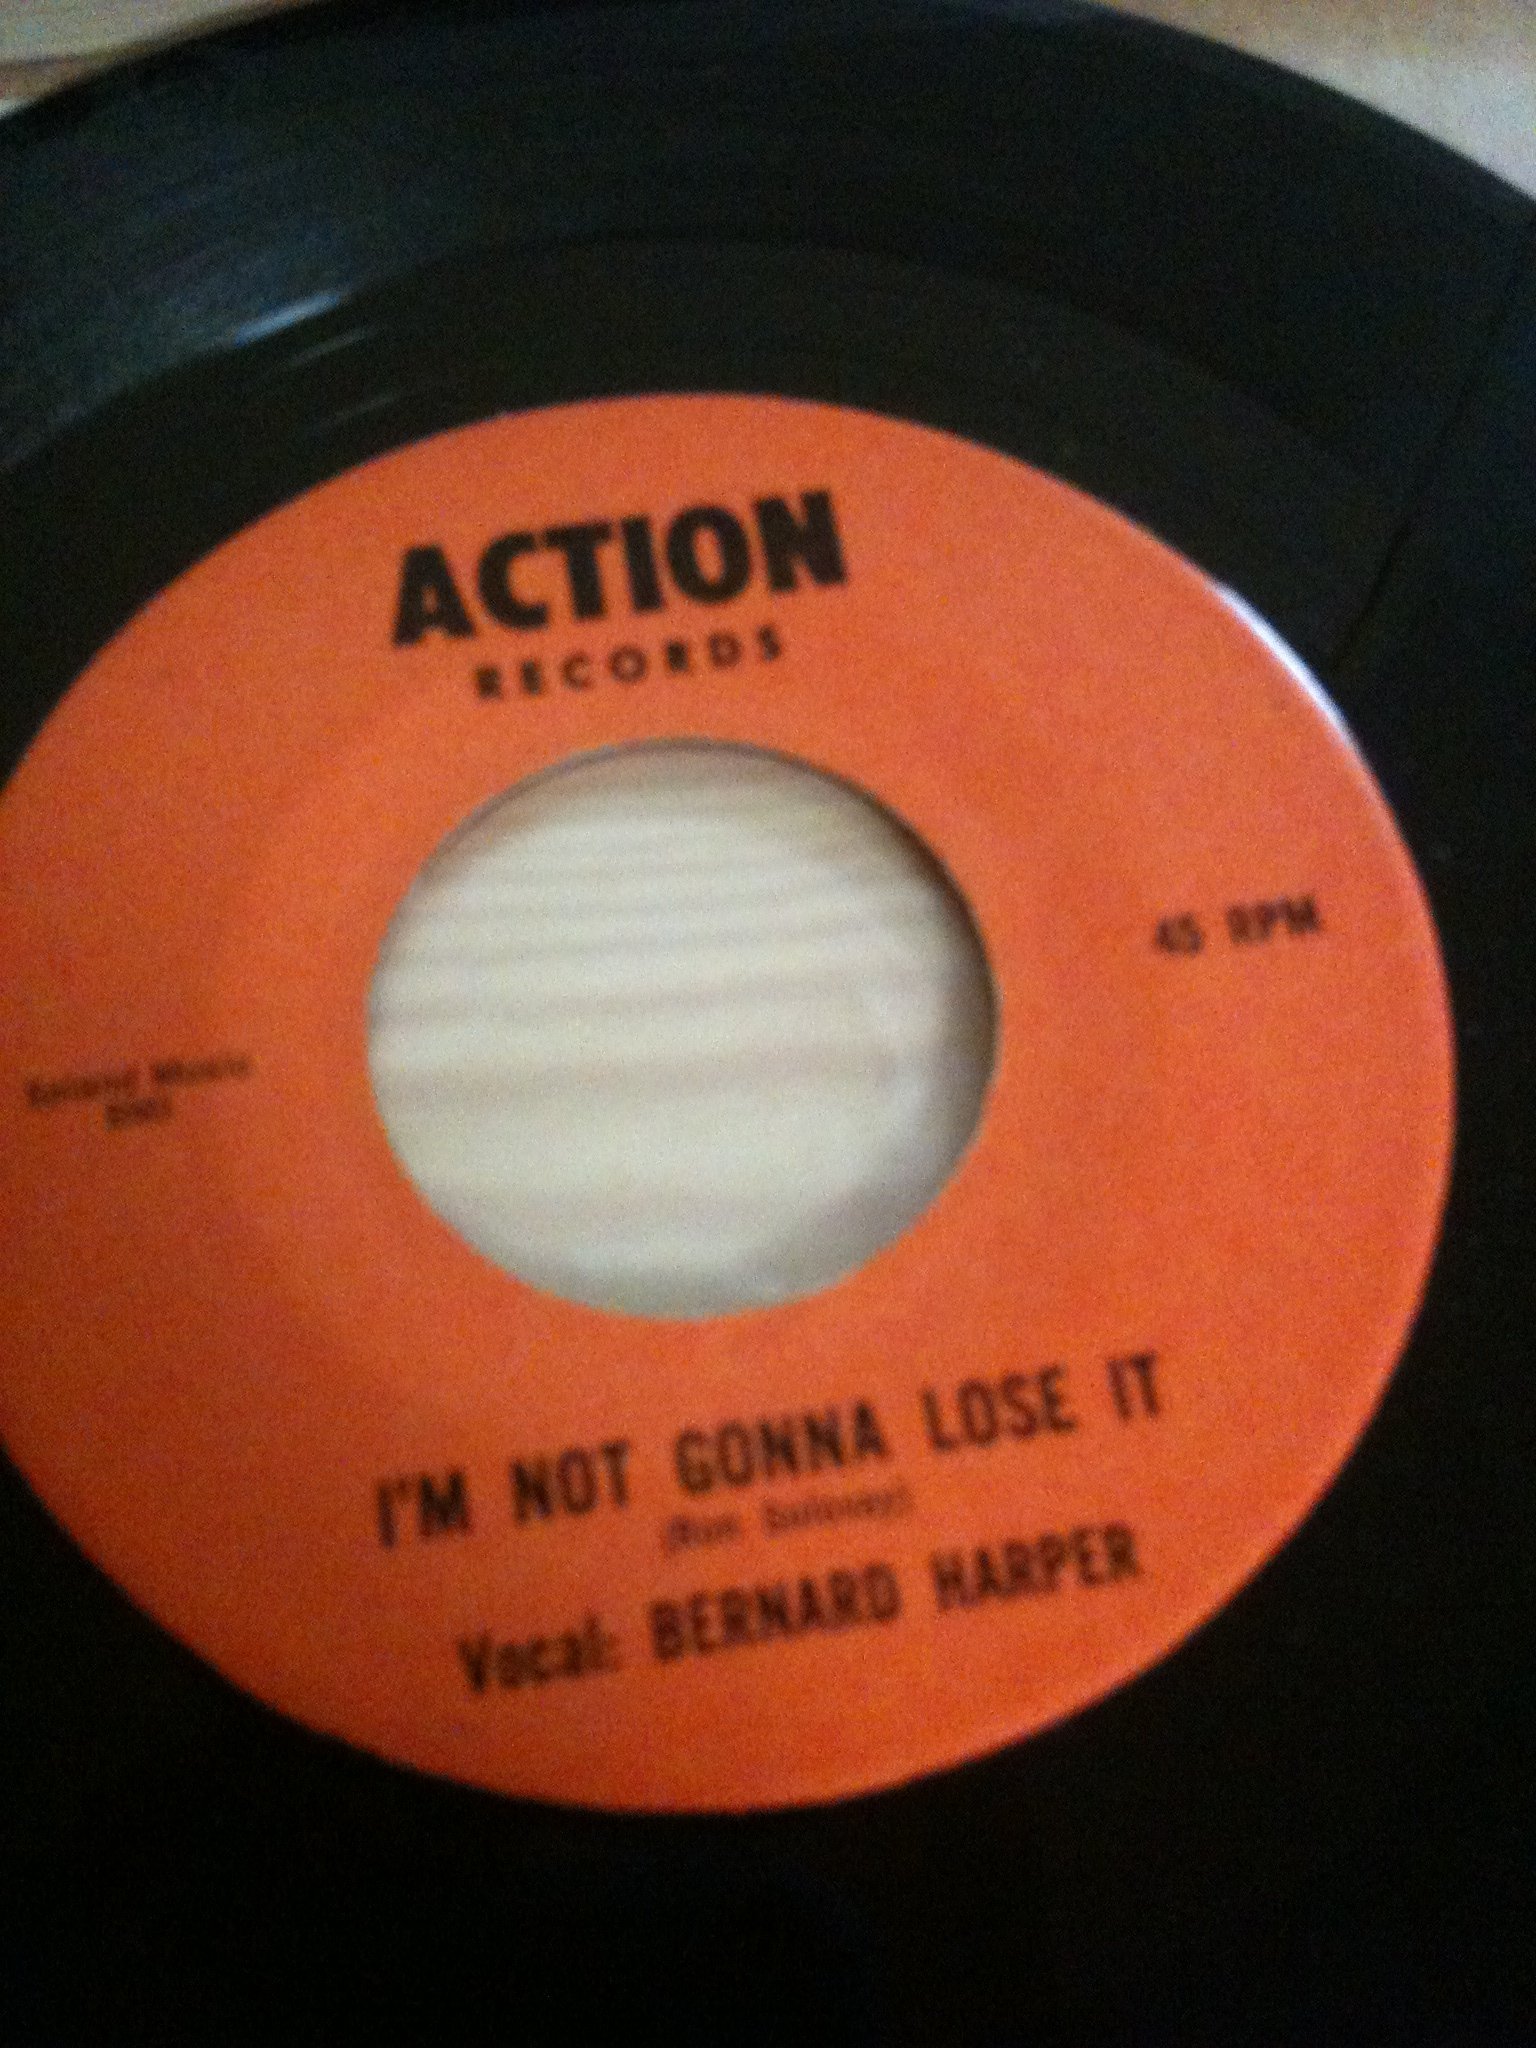 ACTION
RECORDS
45 RPM
I'M NOT GONNA LOSE IT
Vocal: BERNARD HARPER